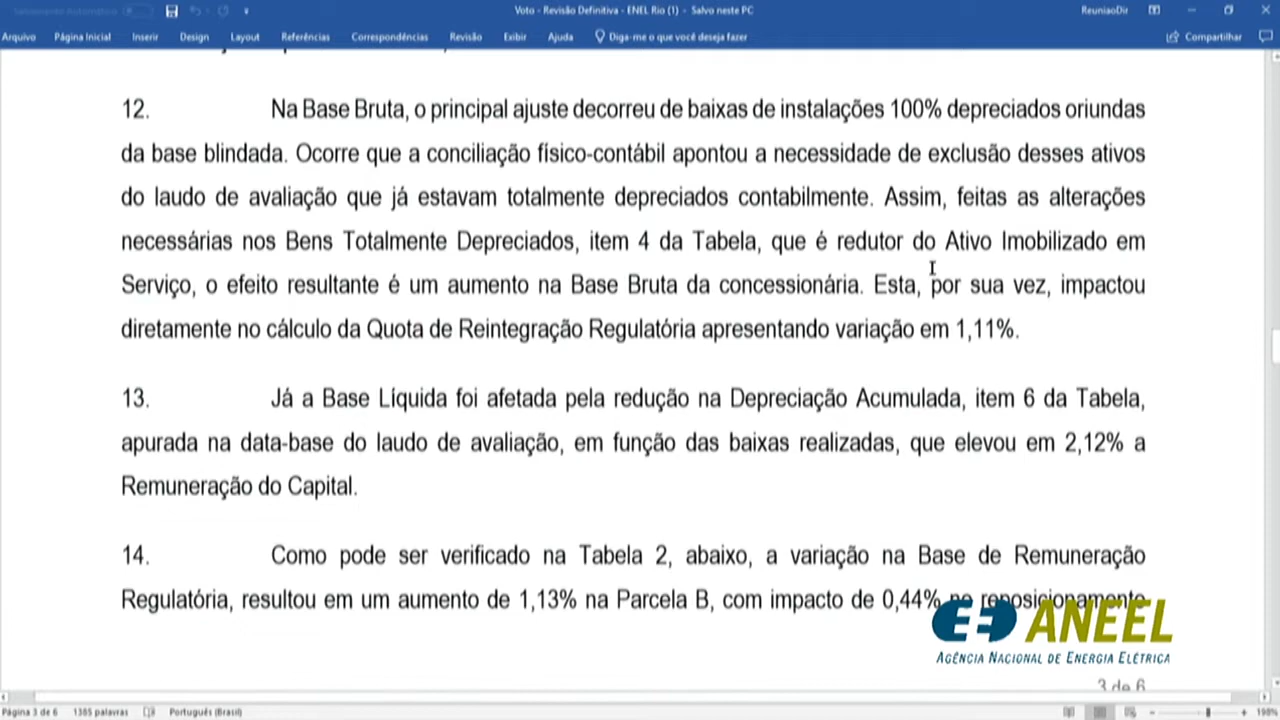 Voto - Revisão Definitiva - ENEL Rio (1) - Salvo neste PC
ReuniaoDir
Arquivo Página Inicial Inserir Design Layout Referências Correspondências Revisão Exibir Ajuda Diga-me o que você deseja fazer Compartilhar
12. Na Base Bruta, o principal ajuste decorreu de baixas de instalações 100% depreciados oriundas
da base blindada. Ocorre que a conciliação físico-contábil apontou a necessidade de exclusão desses ativos
do laudo de avaliação que já estavam totalmente depreciados contabilmente. Assim, feitas as alterações
necessárias nos Bens Totalmente Depreciados, item 4 da Tabela, que é redutor do Ativo Imobilizado em
Serviço, o efeito resultante é um aumento na Base Bruta da concessionária. Esta, por sua vez, impactou
diretamente no cálculo da Quota de Reintegração Regulatória apresentando variação em 1,11%.
13. Já a Base Líquida foi afetada pela redução na Depreciação Acumulada, item 6 da Tabela,
apurada na data-base do laudo de avaliação, em função das baixas realizadas, que elevou em 2,12% a
Remuneração do Capital.
14. Como pode ser verificado na Tabela 2, abaixo, a variação na Base de Remuneração
Regulatória, resultou em um aumento de 1,13% na Parcela B, com impacto de 0,44% no reposicionamento
ANEEL
AGÊNCIA NACIONAL DE ENERGIA ELÉTRICA
3 de 6
Página 3 de 6 1385 palavras Português (Brasil) 198%